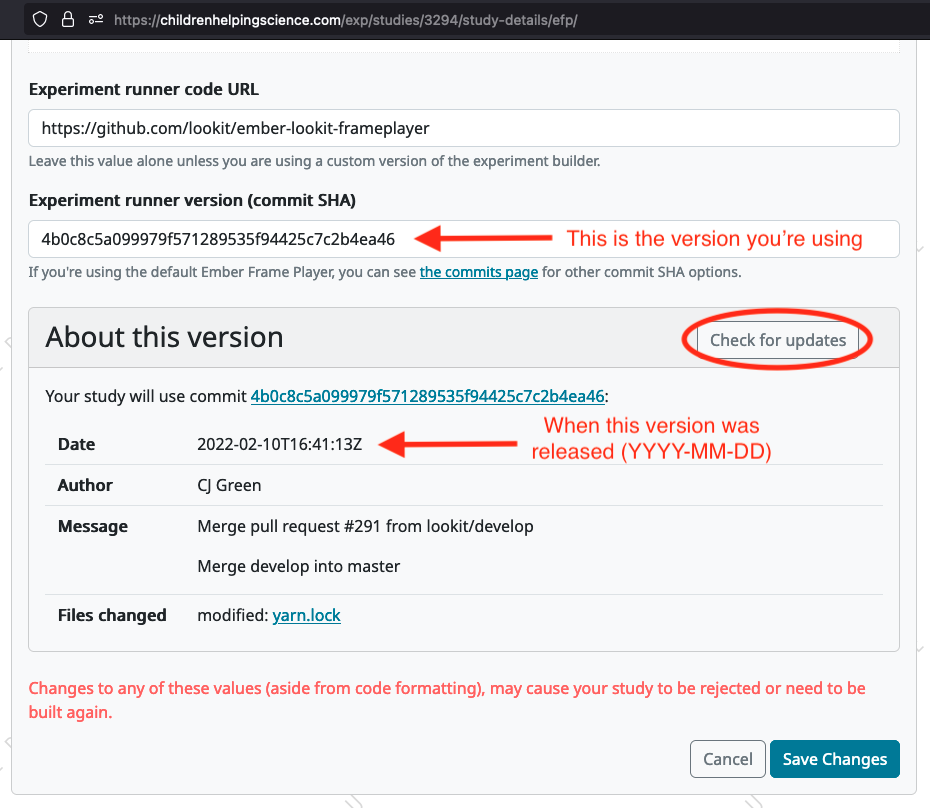 https://childrenhelpingscience.com/exp/studies/3294/study-details/efp/
Experiment runner code URL
https://github.com/lookit/ember-lookit-frameplayer
Leave this value alone unless you are using a custom version of the experiment builder.
Experiment runner version (commit SHA)
4b0c8c5a099979f571289535f94425c7c2b4ea46
This is the version you're using
If you're using the default Ember Frame Player, you can see the commits page for other commit SHA options.
About this version
Check for updates
Your study will use commit 4b0c8c5a099979f571289535f94425c7c2b4ea46:
When this version was
released (YYYY-MM-DD)
Date 2022-02-10T16:41:13Z
Author CJ Green
Message Merge pull request #291 from lookit/develop
Merge develop into master
Files changed modified: yarn.lock
Changes to any of these values (aside from code formatting), may cause your study to be rejected or need to be
built again.
Cancel Save Changes